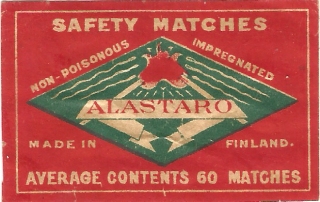 SAFETY MATCHES
NON-POISONOUS
IMPREGNATED
ALASTARO
MADE IN
FINLAND.
AVERAGE CONTENTS 60 MATCHES